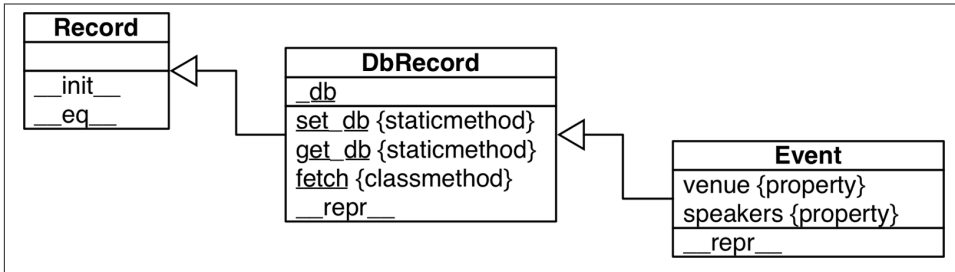 Record
__init__
__eq__
DbRecord
_db
set_db {staticmethod}
get_db {staticmethod}
fetch {classmethod}
__repr__
Event
venue {property}
speakers {property}
__repr__